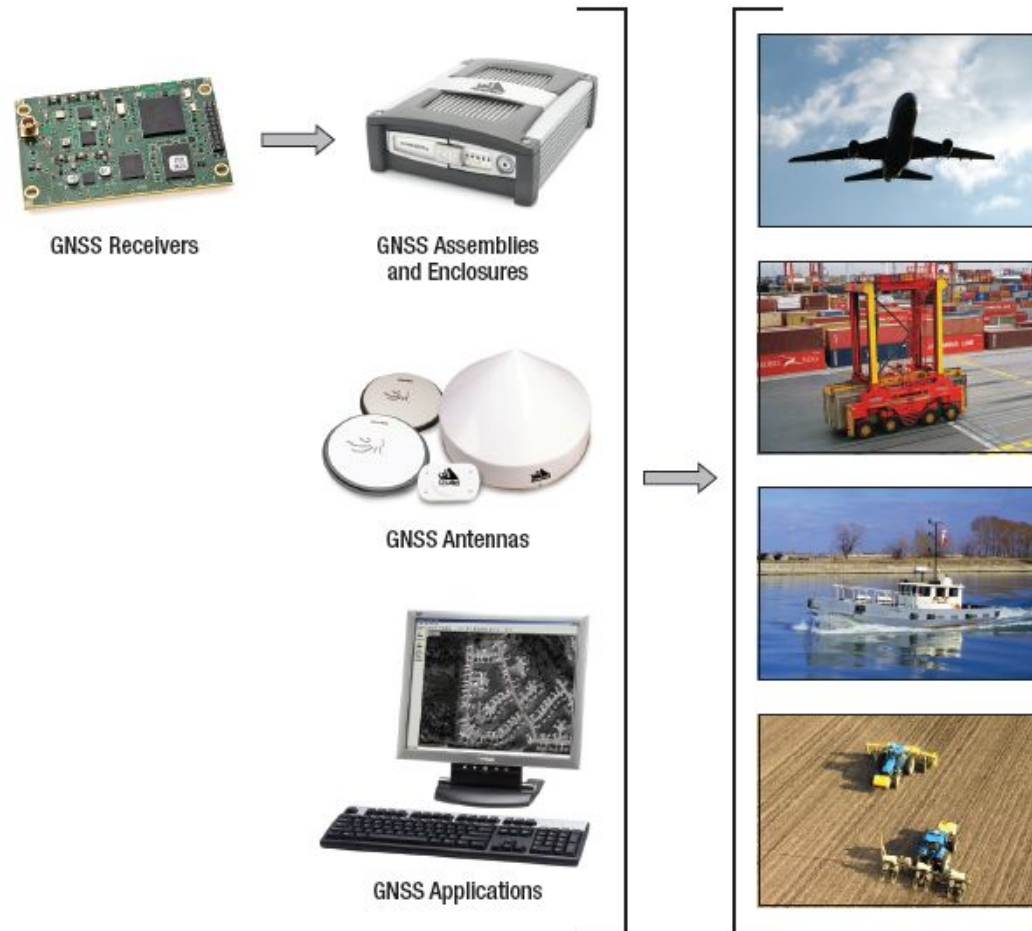 GNSS Receivers
GNSS Assemblies
and Enclosures
GNSS Antennas
GNSS Applications